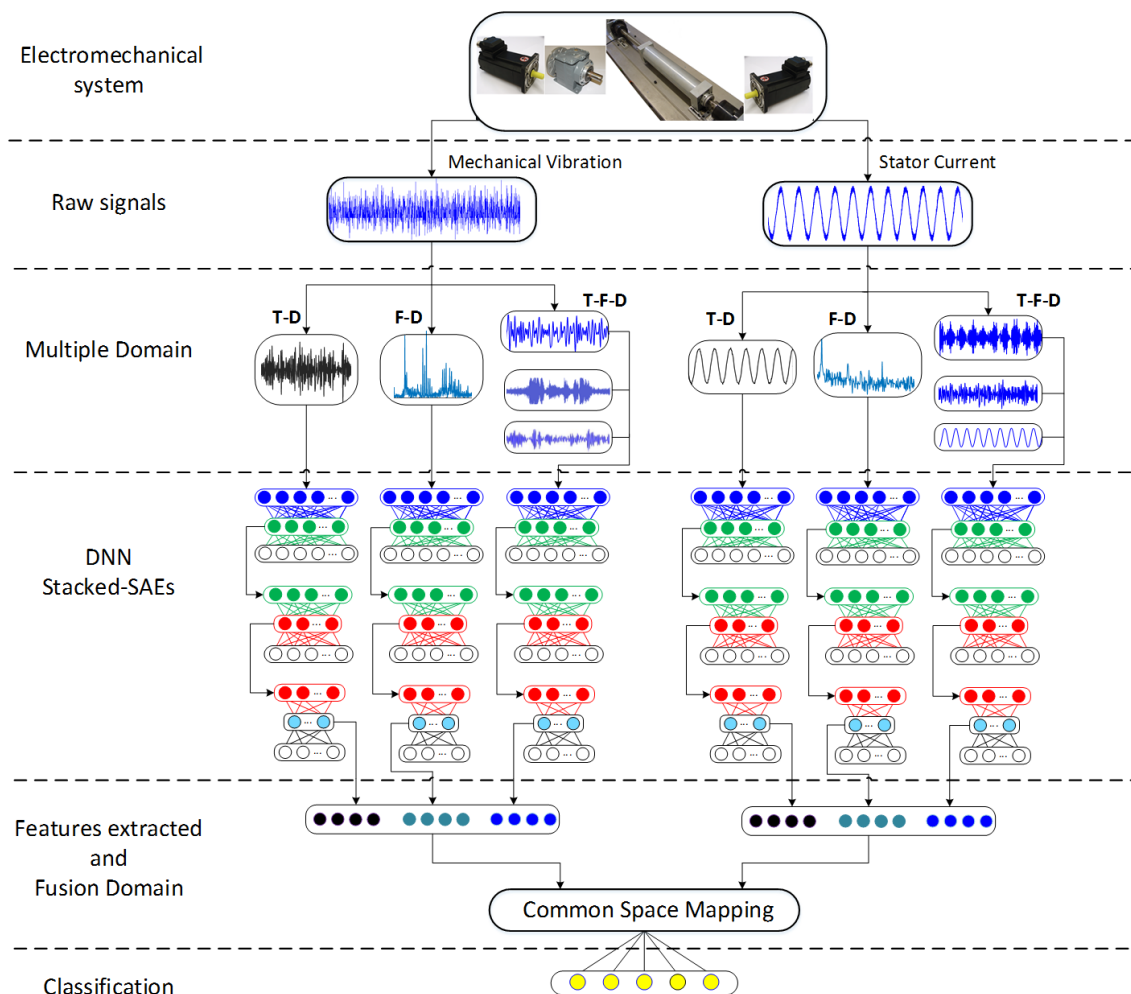 Electromechanical
system
Mechanical Vibration
Stator Current
Raw signals
T-D
F-D
T-F-D
T-D
F-D
T-F-D
Multiple Domain
DNN
Stacked-SAEs
Features extracted
and
Fusion Domain
Common Space Mapping
Classification